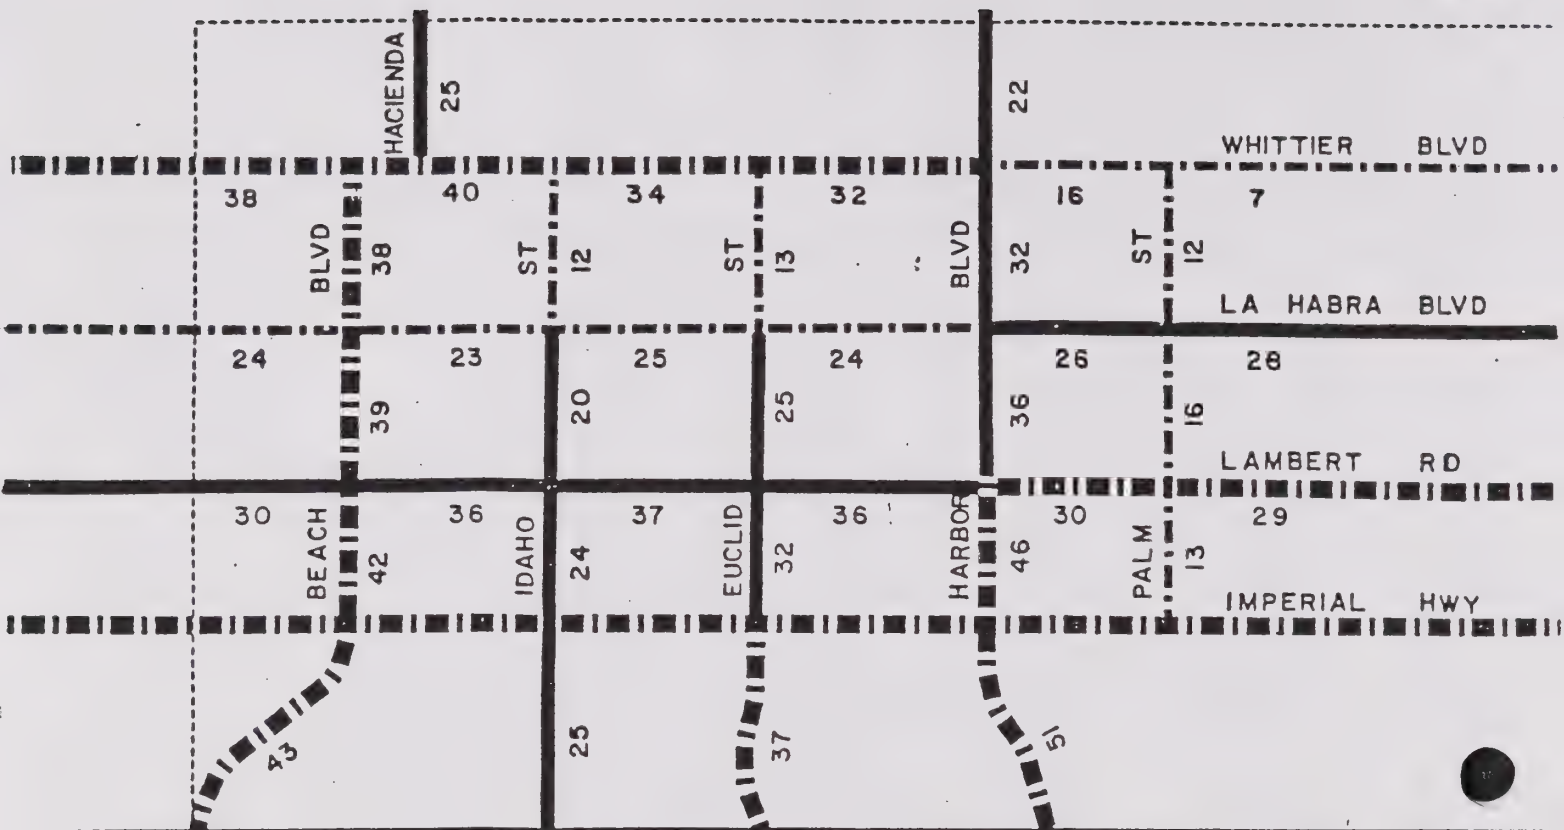 HACIENDA
25
22
WHITTIER BLVD
38
40
34
32
16
7
BLVD
38
ST
12
ST
13
BLVD
32
ST
12
LA HABRA BLVD
24
23
25
24
26
28
39
20
25
36
16
LAMBERT RD
30
36
37
36
30
29
BEACH
42
IDAHO
24
EUCLID
32
HARBOR
46
PALM
13
IMPERIAL HWY
43
25
37
51